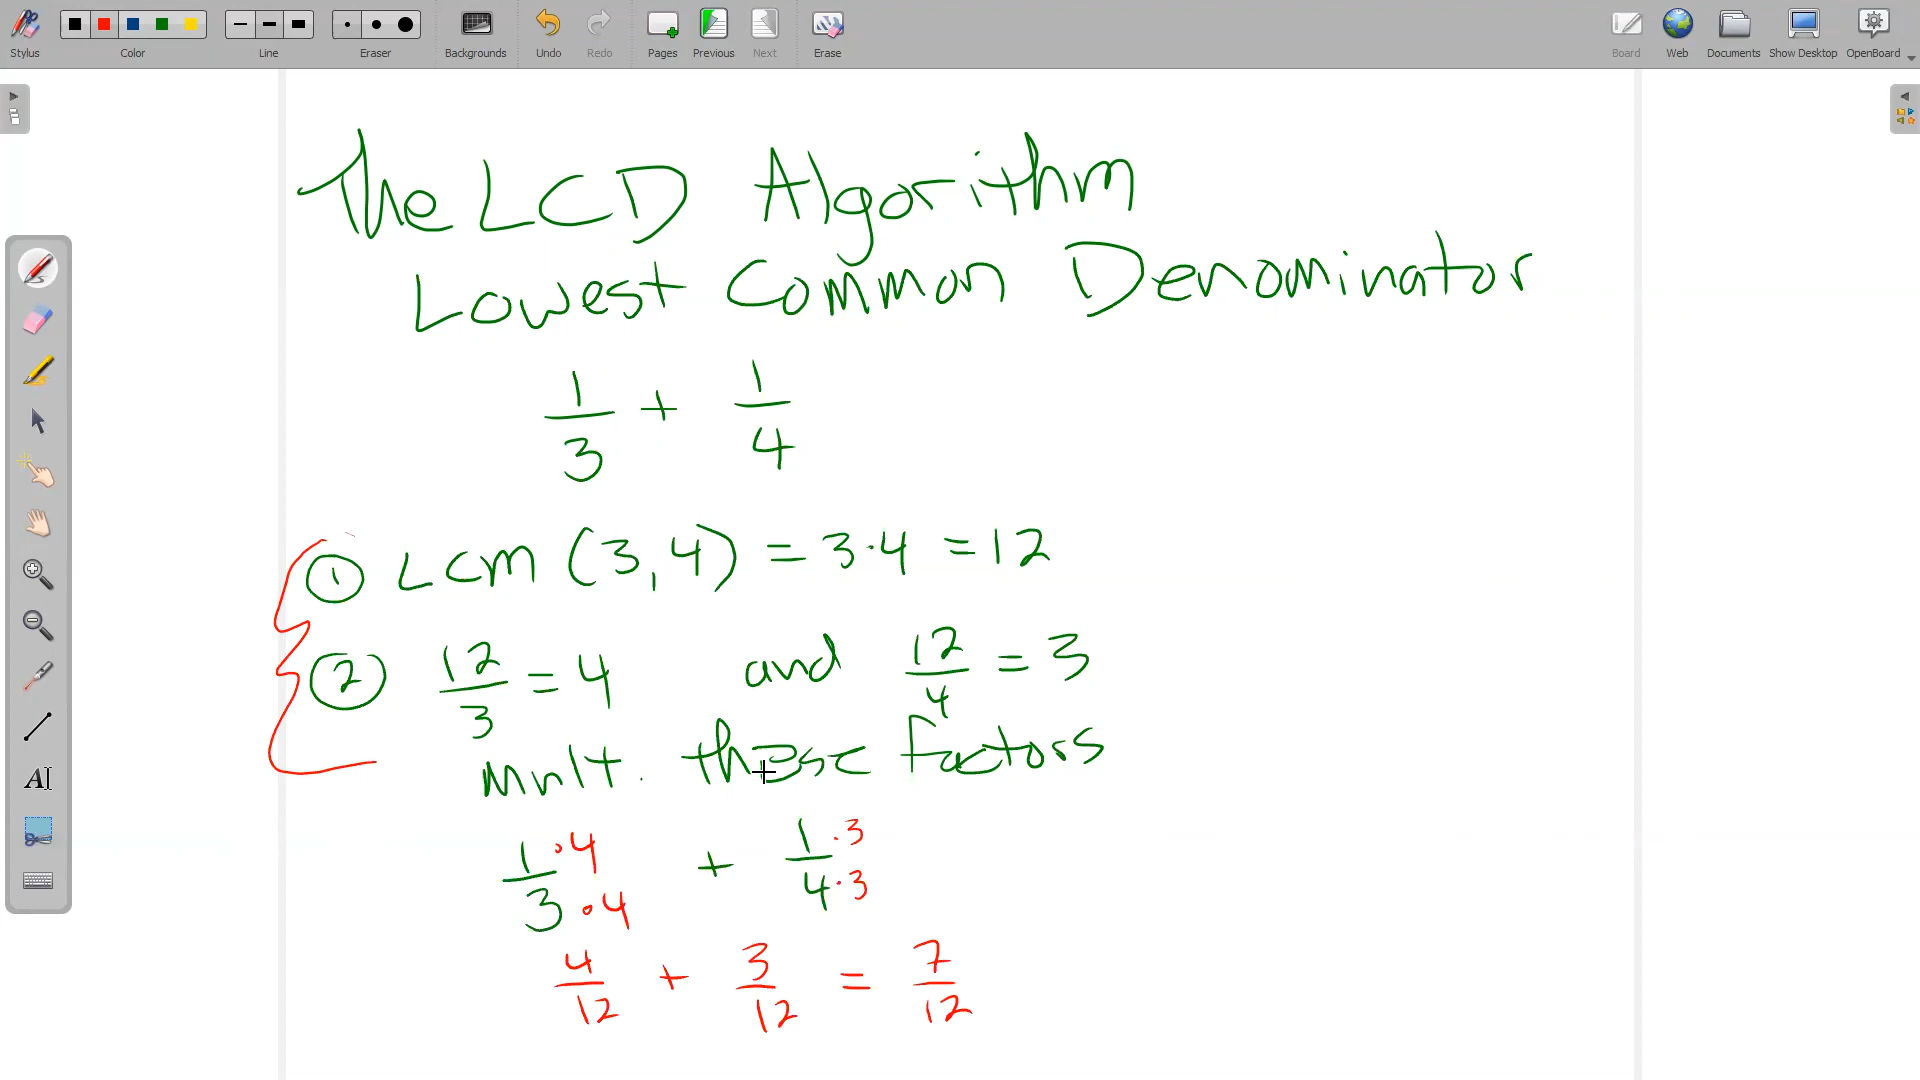 Stylus Color Line Eraser Backgrounds Undo Redo Pages Previous Next Erase Board Web Documents Show Desktop OpenBoard
The LCD Algorithm
Lowest Common Denominator
1/3 + 1/4
① LCM (3,4) = 3·4 = 12
② 12/3 = 4 and 12/4 = 3
Mult. these factors
1·4/3·4 + 1·3/4·3
4/12 + 3/12 = 7/12